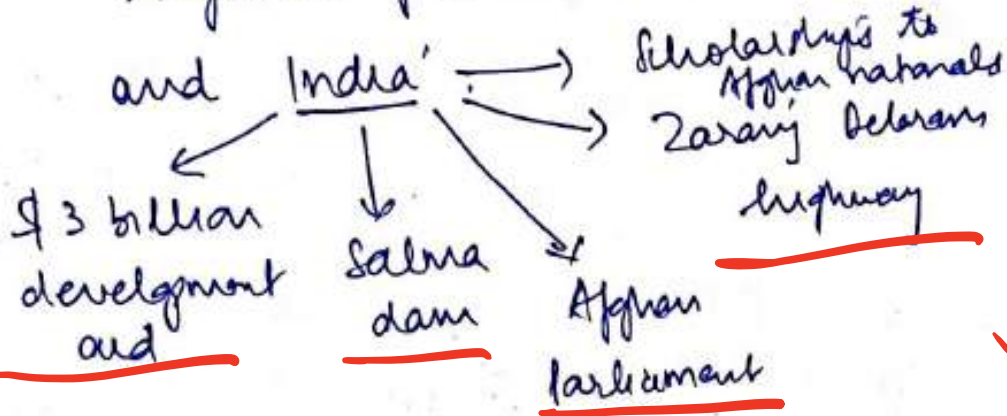 and India →
Scholarships to
Afghan nationals
Zaranj Delaram
highway
$ 3 billion
development
aid
Salma
dam
Afghan
Parliament